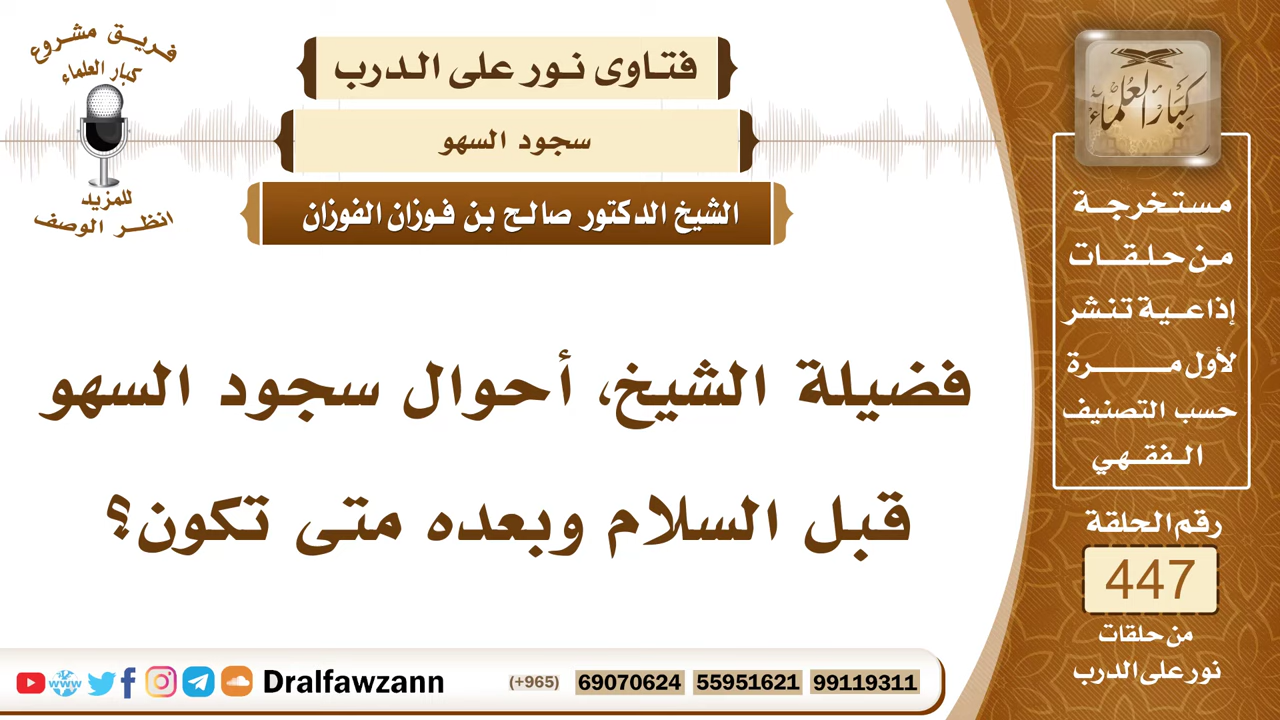 فريق مشروع
كبار العلماء
للمزيد
انظر الوصف
فتاوى نور على الدرب
سجود السهو
الشيخ الدكتور صالح بن فوزان الفوزان
فضيلة الشيخ، أحوال سجود السهو
قبل السلام وبعده متى تكون؟
كبار العلماء
مستخرجة
من حلقات
إذاعية تنشر
لأول مرة
حسب التصنيف
الفقهي
رقم الحلقة
447
من حلقات
نور على الدرب
www
Dralfawzann (+965) 69070624 55951621 99119311